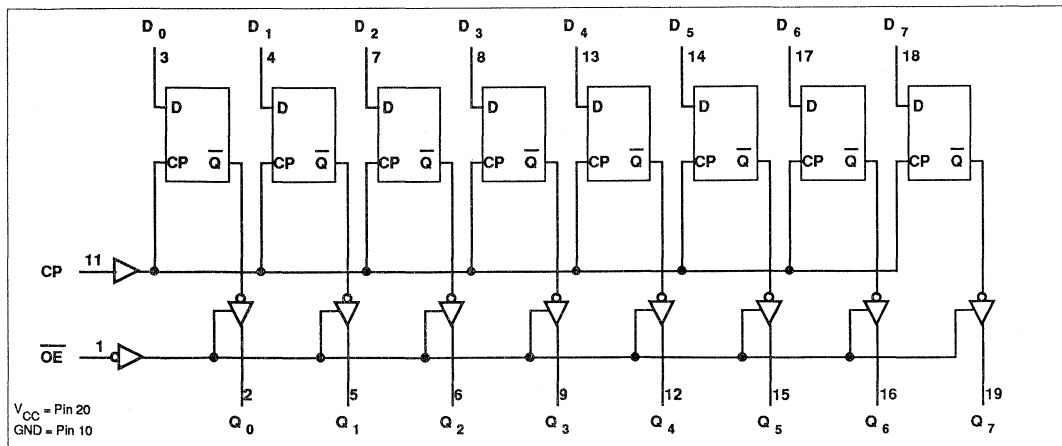 D0 D1 D2 D3 D4 D5 D6 D7
3 4 7 8 13 14 17 18
D D D D D D D D
CP Q̅ CP Q̅ CP Q̅ CP Q̅ CP Q̅ CP Q̅ CP Q̅ CP Q̅
CP 11
O̅E̅ 1
2 5 6 9 12 15 16 19
Q0 Q1 Q2 Q3 Q4 Q5 Q6 Q7
VCC = Pin 20
GND = Pin 10